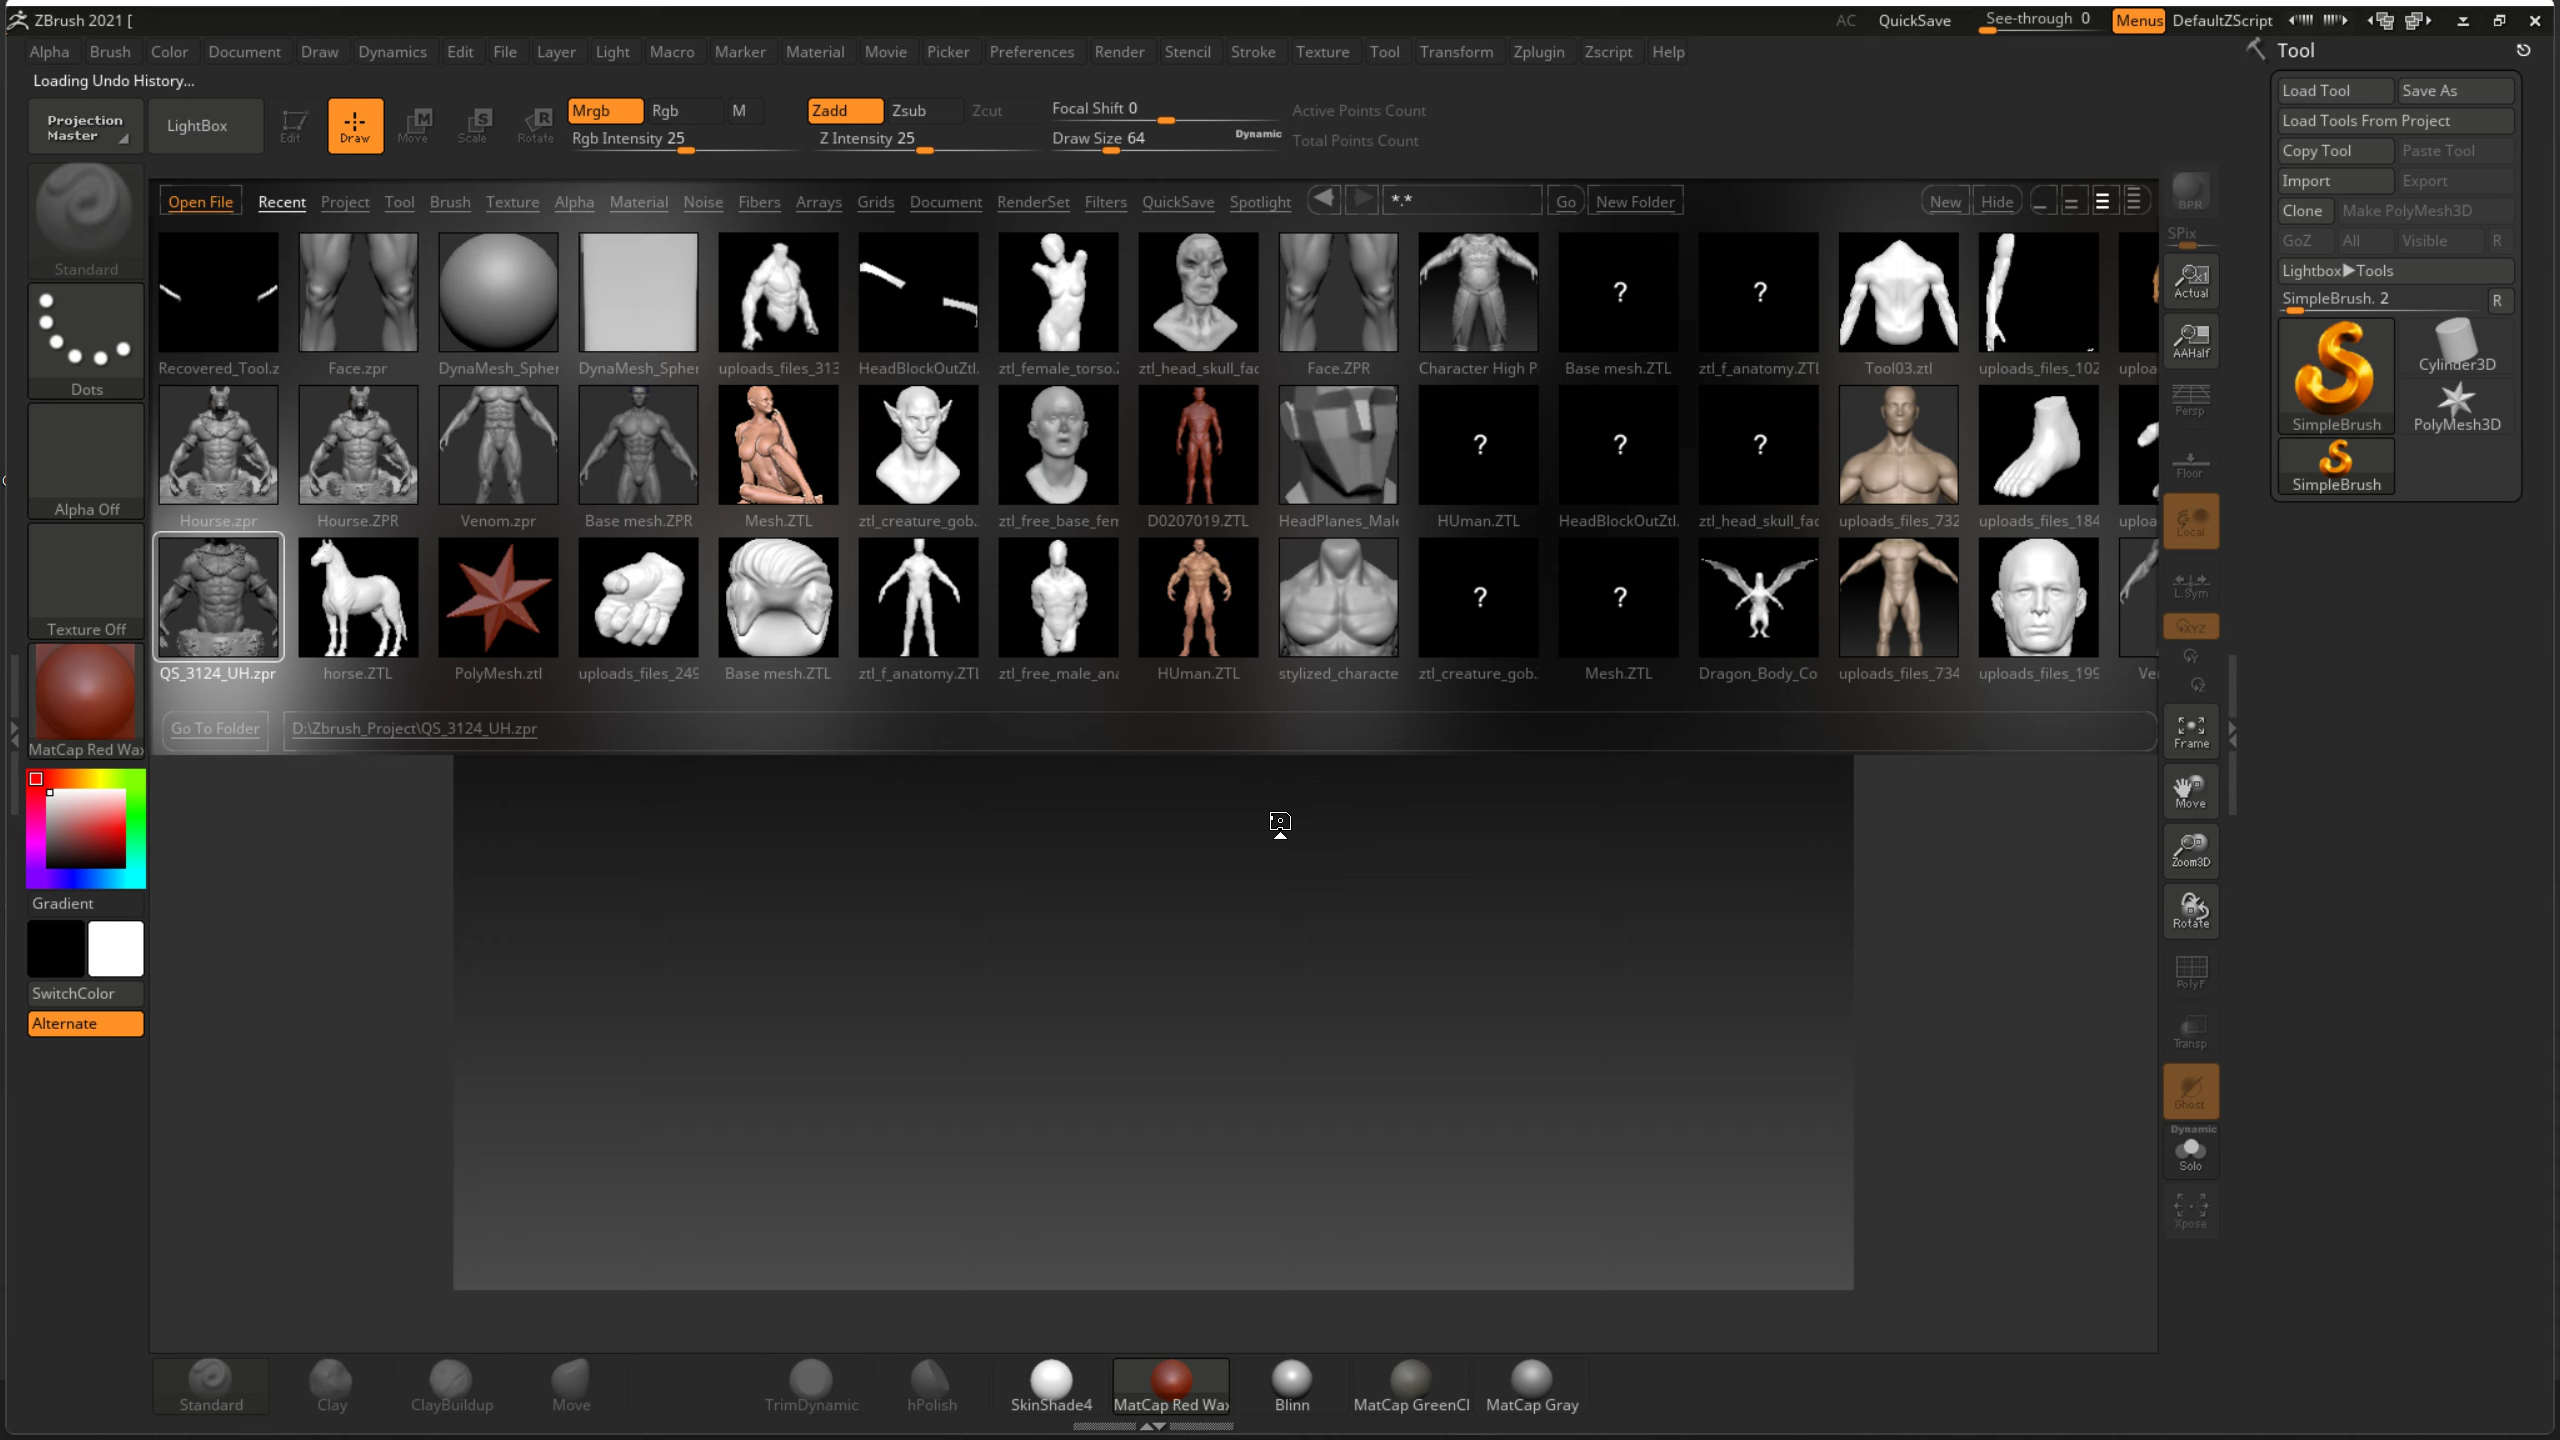 ZBrush 2021 [
AC QuickSave See-through 0 Menus DefaultZScript
Alpha Brush Color Document Draw Dynamics Edit File Layer Light Macro Marker Material Movie Picker Preferences Render Stencil Stroke Texture Tool Transform Zplugin Zscript Help
Tool
Loading Undo History...
Projection Master
LightBox
Edit
Draw
Move
Scale
Rotate
Mrgb Rgb M
Rgb Intensity 25
Zadd Zsub Zcut
Z Intensity 25
Focal Shift 0
Draw Size 64
Dynamic
Active Points Count
Total Points Count
Load Tool Save As
Load Tools From Project
Copy Tool Paste Tool
Import Export
Clone Make PolyMesh3D
GoZ All Visible R
Lightbox▶Tools
SimpleBrush. 2 R
SimpleBrush
Cylinder3D
PolyMesh3D
SimpleBrush
Standard
Dots
Alpha Off
Texture Off
MatCap Red Wax
Gradient
SwitchColor
Alternate
Open File Recent Project Tool Brush Texture Alpha Material Noise Fibers Arrays Grids Document RenderSet Filters QuickSave Spotlight *.* Go New Folder New Hide
Recovered_Tool.z Face.zpr DynaMesh_Spher DynaMesh_Spher uploads_files_313 HeadBlockOutZtl. ztl_female_torso. ztl_head_skull_fac Face.ZPR Character High P Base mesh.ZTL ztl_f_anatomy.ZTL Tool03.ztl uploads_files_102 uploa
Hourse.zpr Hourse.ZPR Venom.zpr Base mesh.ZPR Mesh.ZTL ztl_creature_gob. ztl_free_base_fem D0207019.ZTL HeadPlanes_Male HUman.ZTL HeadBlockOutZtl. ztl_head_skull_fac uploads_files_732 uploads_files_184 uploa
QS_3124_UH.zpr horse.ZTL PolyMesh.ztl uploads_files_249 Base mesh.ZTL ztl_f_anatomy.ZTL ztl_free_male_ana HUman.ZTL stylized_characte ztl_creature_gob. Mesh.ZTL Dragon_Body_Co uploads_files_734 uploads_files_199 Ve
Go To Folder D:\Zbrush_Project\QS_3124_UH.zpr
BPR
SPix
Actual
AAHalf
Persp
Floor
Local
L.Sym
XYZ
Y
Z
Frame
Move
Zoom3D
Rotate
PolyF
Transp
Ghost
Dynamic
Solo
Xpose
Standard Clay ClayBuildup Move TrimDynamic hPolish SkinShade4 MatCap Red Wax Blinn MatCap GreenCl MatCap Gray